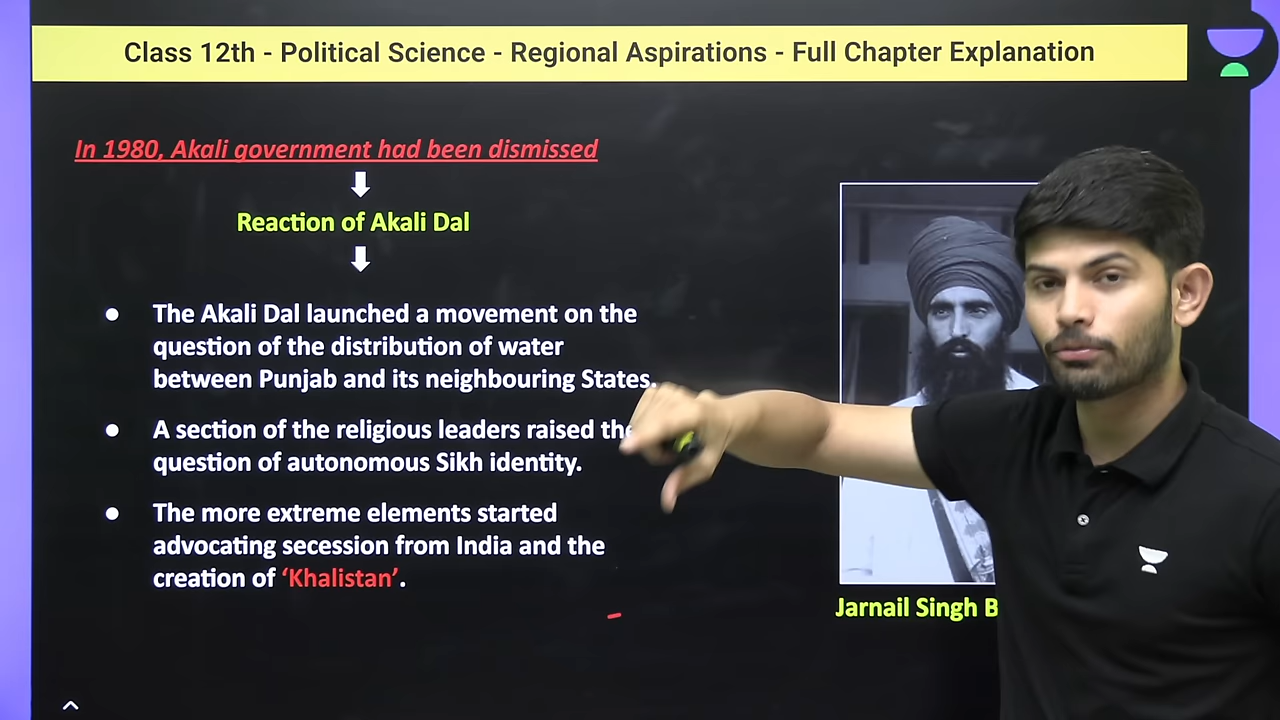 Class 12th - Political Science - Regional Aspirations - Full Chapter Explanation
In 1980, Akali government had been dismissed
Reaction of Akali Dal
● The Akali Dal launched a movement on the
question of the distribution of water
between Punjab and its neighbouring States.
● A section of the religious leaders raised the
question of autonomous Sikh identity.
● The more extreme elements started
advocating secession from India and the
creation of ‘Khalistan’.
Jarnail Singh B